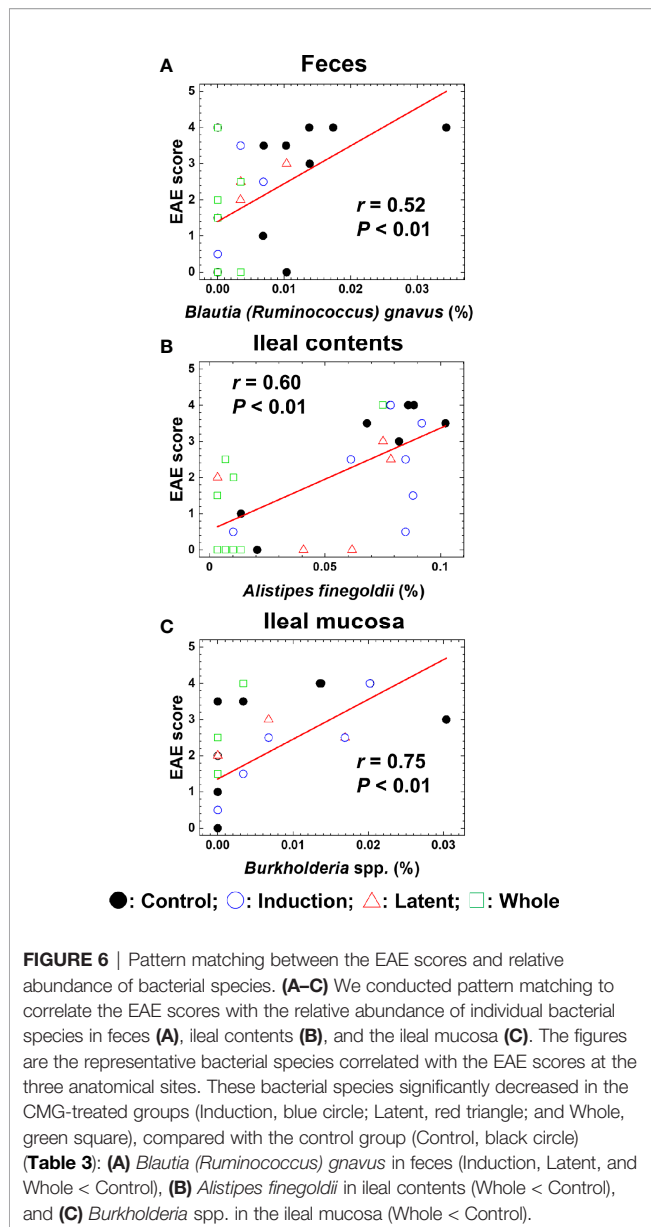 A
Feces
5
4
3
2
1
0
EAE score
r = 0.52
P < 0.01
0.00 0.01 0.02 0.03
Blautia (Ruminococcus) gnavus (%)
B
Ileal contents
5
4
3
2
1
0
EAE score
r = 0.60
P < 0.01
0 0.05 0.1
Alistipes finegoldii (%)
C
Ileal mucosa
5
4
3
2
1
0
EAE score
r = 0.75
P < 0.01
0.00 0.01 0.02 0.03
Burkholderia spp. (%)
●: Control; ○: Induction; △: Latent; □: Whole
FIGURE 6 | Pattern matching between the EAE scores and relative
abundance of bacterial species. (A–C) We conducted pattern matching to
correlate the EAE scores with the relative abundance of individual bacterial
species in feces (A), ileal contents (B), and the ileal mucosa (C). The figures
are the representative bacterial species correlated with the EAE scores at the
three anatomical sites. These bacterial species significantly decreased in the
CMG-treated groups (Induction, blue circle; Latent, red triangle; and Whole,
green square), compared with the control group (Control, black circle)
(Table 3): (A) Blautia (Ruminococcus) gnavus in feces (Induction, Latent, and
Whole < Control), (B) Alistipes finegoldii in ileal contents (Whole < Control),
and (C) Burkholderia spp. in the ileal mucosa (Whole < Control).